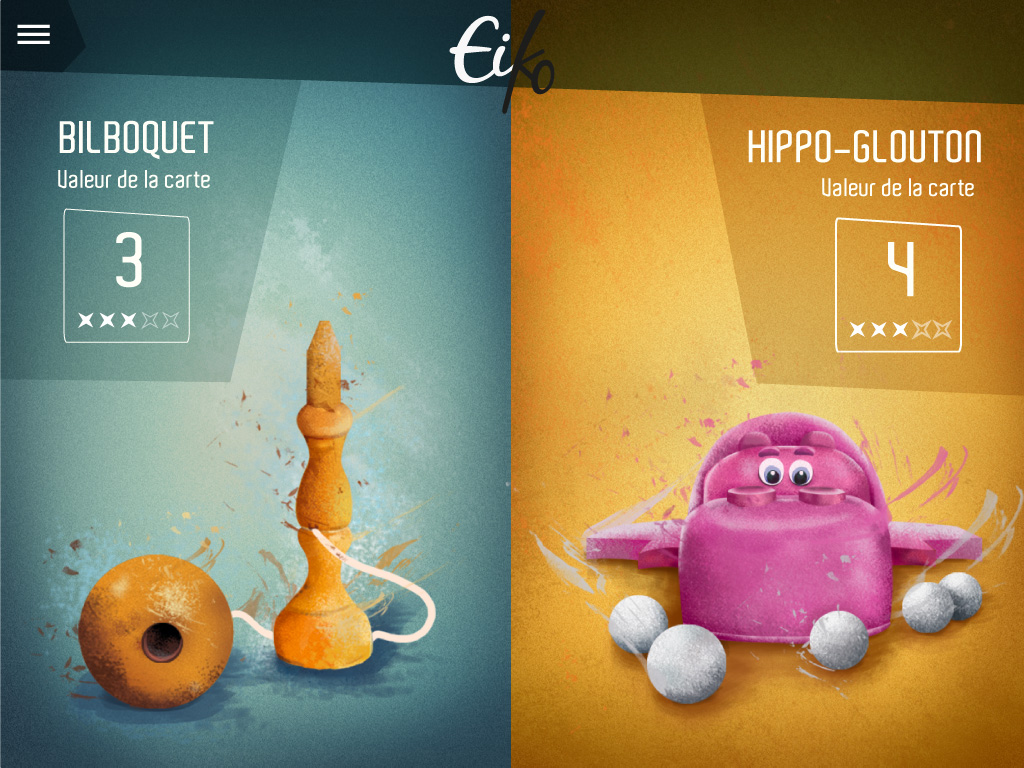 Eiko
BILBOQUET
Valeur de la carte
3
HIPPO-GLOUTON
Valeur de la carte
4